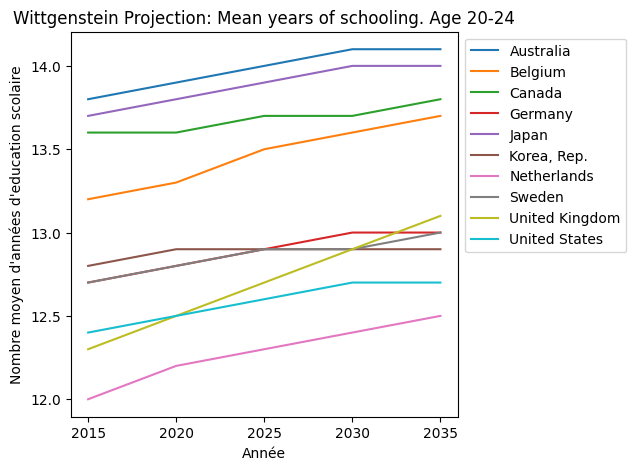 Wittgenstein Projection: Mean years of schooling. Age 20-24
Nombre moyen d'années d'education scolaire
14.0
13.5
13.0
12.5
12.0
2015 2020 2025 2030 2035
Année
Australia
Belgium
Canada
Germany
Japan
Korea, Rep.
Netherlands
Sweden
United Kingdom
United States